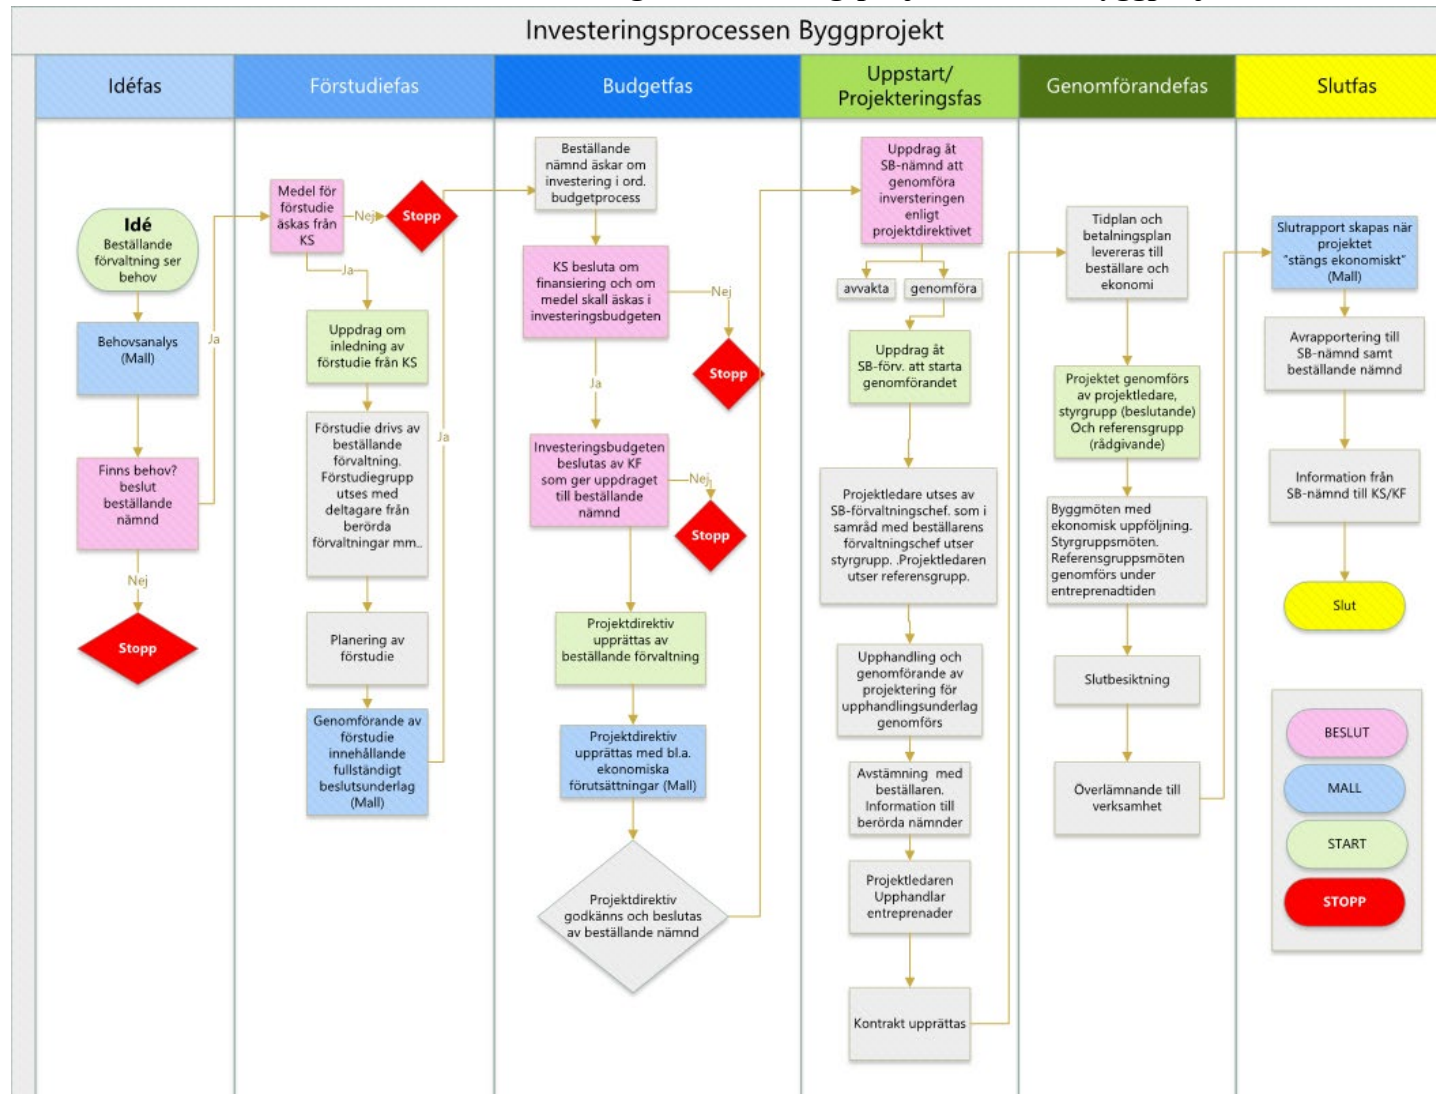 Investeringsprocessen Byggprojekt
Idéfas
Förstudiefas
Budgetfas
Uppstart/
Projekteringsfas
Genomförandefas
Slutfas
Idé
Beställande
förvaltning ser
behov
Behovsanalys
(Mall)
Finns behov?
beslut
beställande
nämnd
Ja
Nej
Stopp
Medel för
förstudie
äskas från
KS
Nej
Stopp
Ja
Uppdrag om
inledning av
förstudie från KS
Förstudie drivs av
beställande
förvaltning.
Förstudiegrupp
utses med
deltagare från
berörda
förvaltningar mm..
Planering av
förstudie
Genomförande av
förstudie
innehållande
fullständigt
beslutsunderlag
(Mall)
Ja
Beställande
nämnd äskar om
investering i ord.
budgetprocess
KS besluta om
finansiering och om
medel skall äskas i
investeringsbudgeten
Nej
Stopp
Ja
Investeringsbudgeten
beslutas av KF
som ger uppdraget
till beställande
nämnd
Nej
Stopp
Projektdirektiv
upprättas av
beställande förvaltning
Projektdirektiv
upprättas med bl.a.
ekonomiska
förutsättningar (Mall)
Projektdirektiv
godkänns och beslutas
av beställande nämnd
Uppdrag åt
SB-nämnd att
genomföra
inversteringen
enligt
projektdirektivet
avvakta
genomföra
Uppdrag åt
SB-förv. att starta
genomförandet
Projektledare utses av
SB-förvaltningschef. som i
samråd med beställarens
förvaltningschef utser
styrgrupp. .Projektledaren
utser referensgrupp.
Upphandling och
genomförande av
projektering för
upphandlingsunderlag
genomförs
Avstämning med
beställaren.
Information till
berörda nämnder
Projektledaren
Upphandlar
entreprenader
Kontrakt upprättas
Tidplan och
betalningsplan
levereras till
beställare och
ekonomi
Projektet genomförs
av projektledare,
styrgrupp (beslutande)
Och referensgrupp
(rådgivande)
Byggmöten med
ekonomisk uppföljning.
Styrgruppsmöten.
Referensgruppsmöten
genomförs under
entreprenadtiden
Slutbesiktning
Överlämnande till
verksamhet
Slutrapport skapas när
projektet
"stängs ekonomiskt"
(Mall)
Avrapportering till
SB-nämnd samt
beställande nämnd
Information från
SB-nämnd till KS/KF
Slut
BESLUT
MALL
START
STOPP